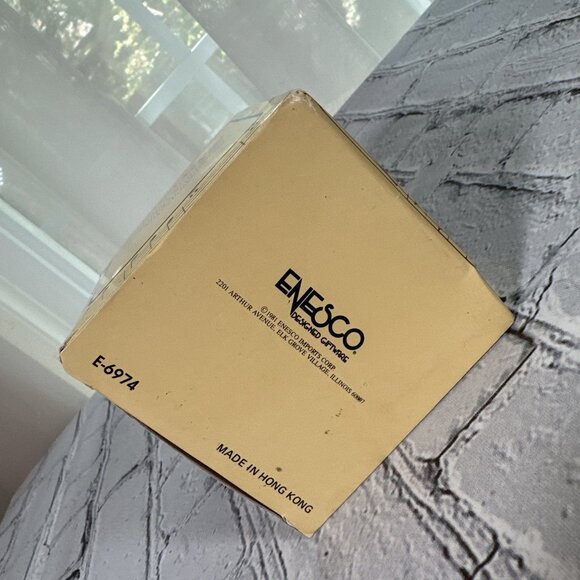 ENESCO®
DESIGNED GIFTWARE
©1981 ENESCO IMPORTS CORP
2201 ARTHUR AVENUE, ELK GROVE VILLAGE, ILLINOIS 60007
E-6974
MADE IN HONG KONG